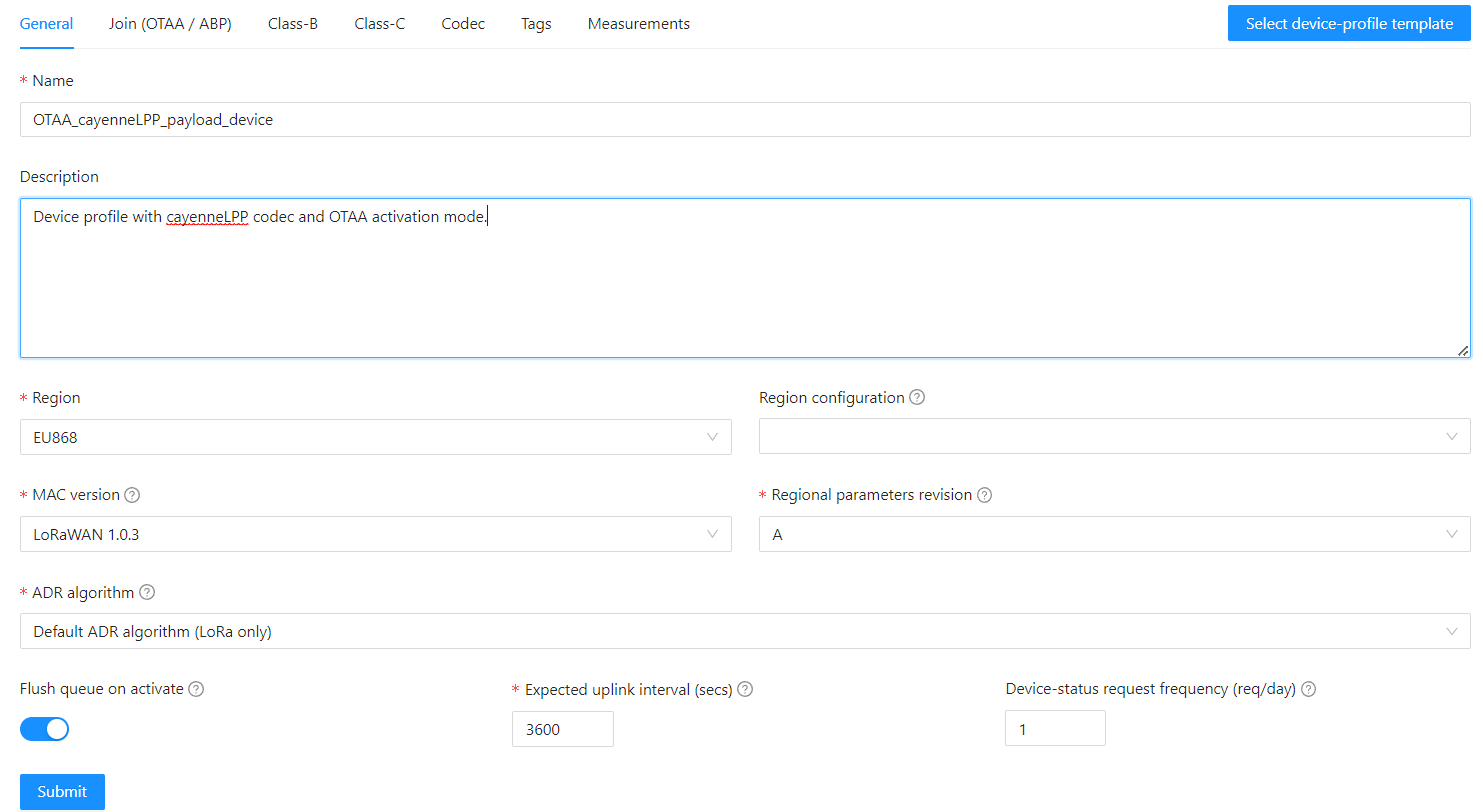 General Join (OTAA / ABP) Class-B Class-C Codec Tags Measurements Select device-profile template
* Name
OTAA_cayenneLPP_payload_device
Description
Device profile with cayenneLPP codec and OTAA activation mode.
* Region Region configuration ?
EU868
* MAC version ? * Regional parameters revision ?
LoRaWAN 1.0.3 A
* ADR algorithm ?
Default ADR algorithm (LoRa only)
Flush queue on activate ? * Expected uplink interval (secs) ? Device-status request frequency (req/day) ?
3600 1
Submit